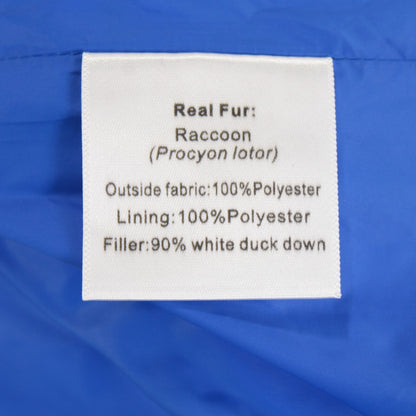 Real Fur:
Raccoon
(Procyon lotor)
Outside fabric:100%Polyester
Lining:100%Polyester
Filler:90% white duck down